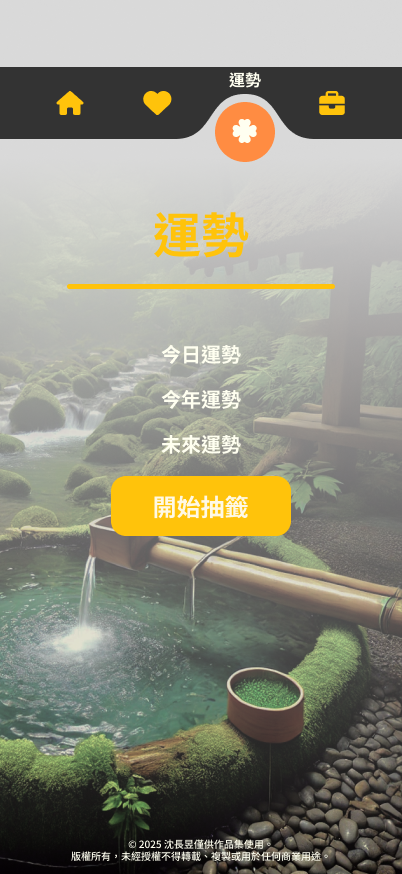 運勢
運勢
今日運勢
今年運勢
未來運勢
開始抽籤
© 2025 沈長昱僅供作品集使用。
版權所有，未經授權不得轉載、複製或用於任何商業用途。